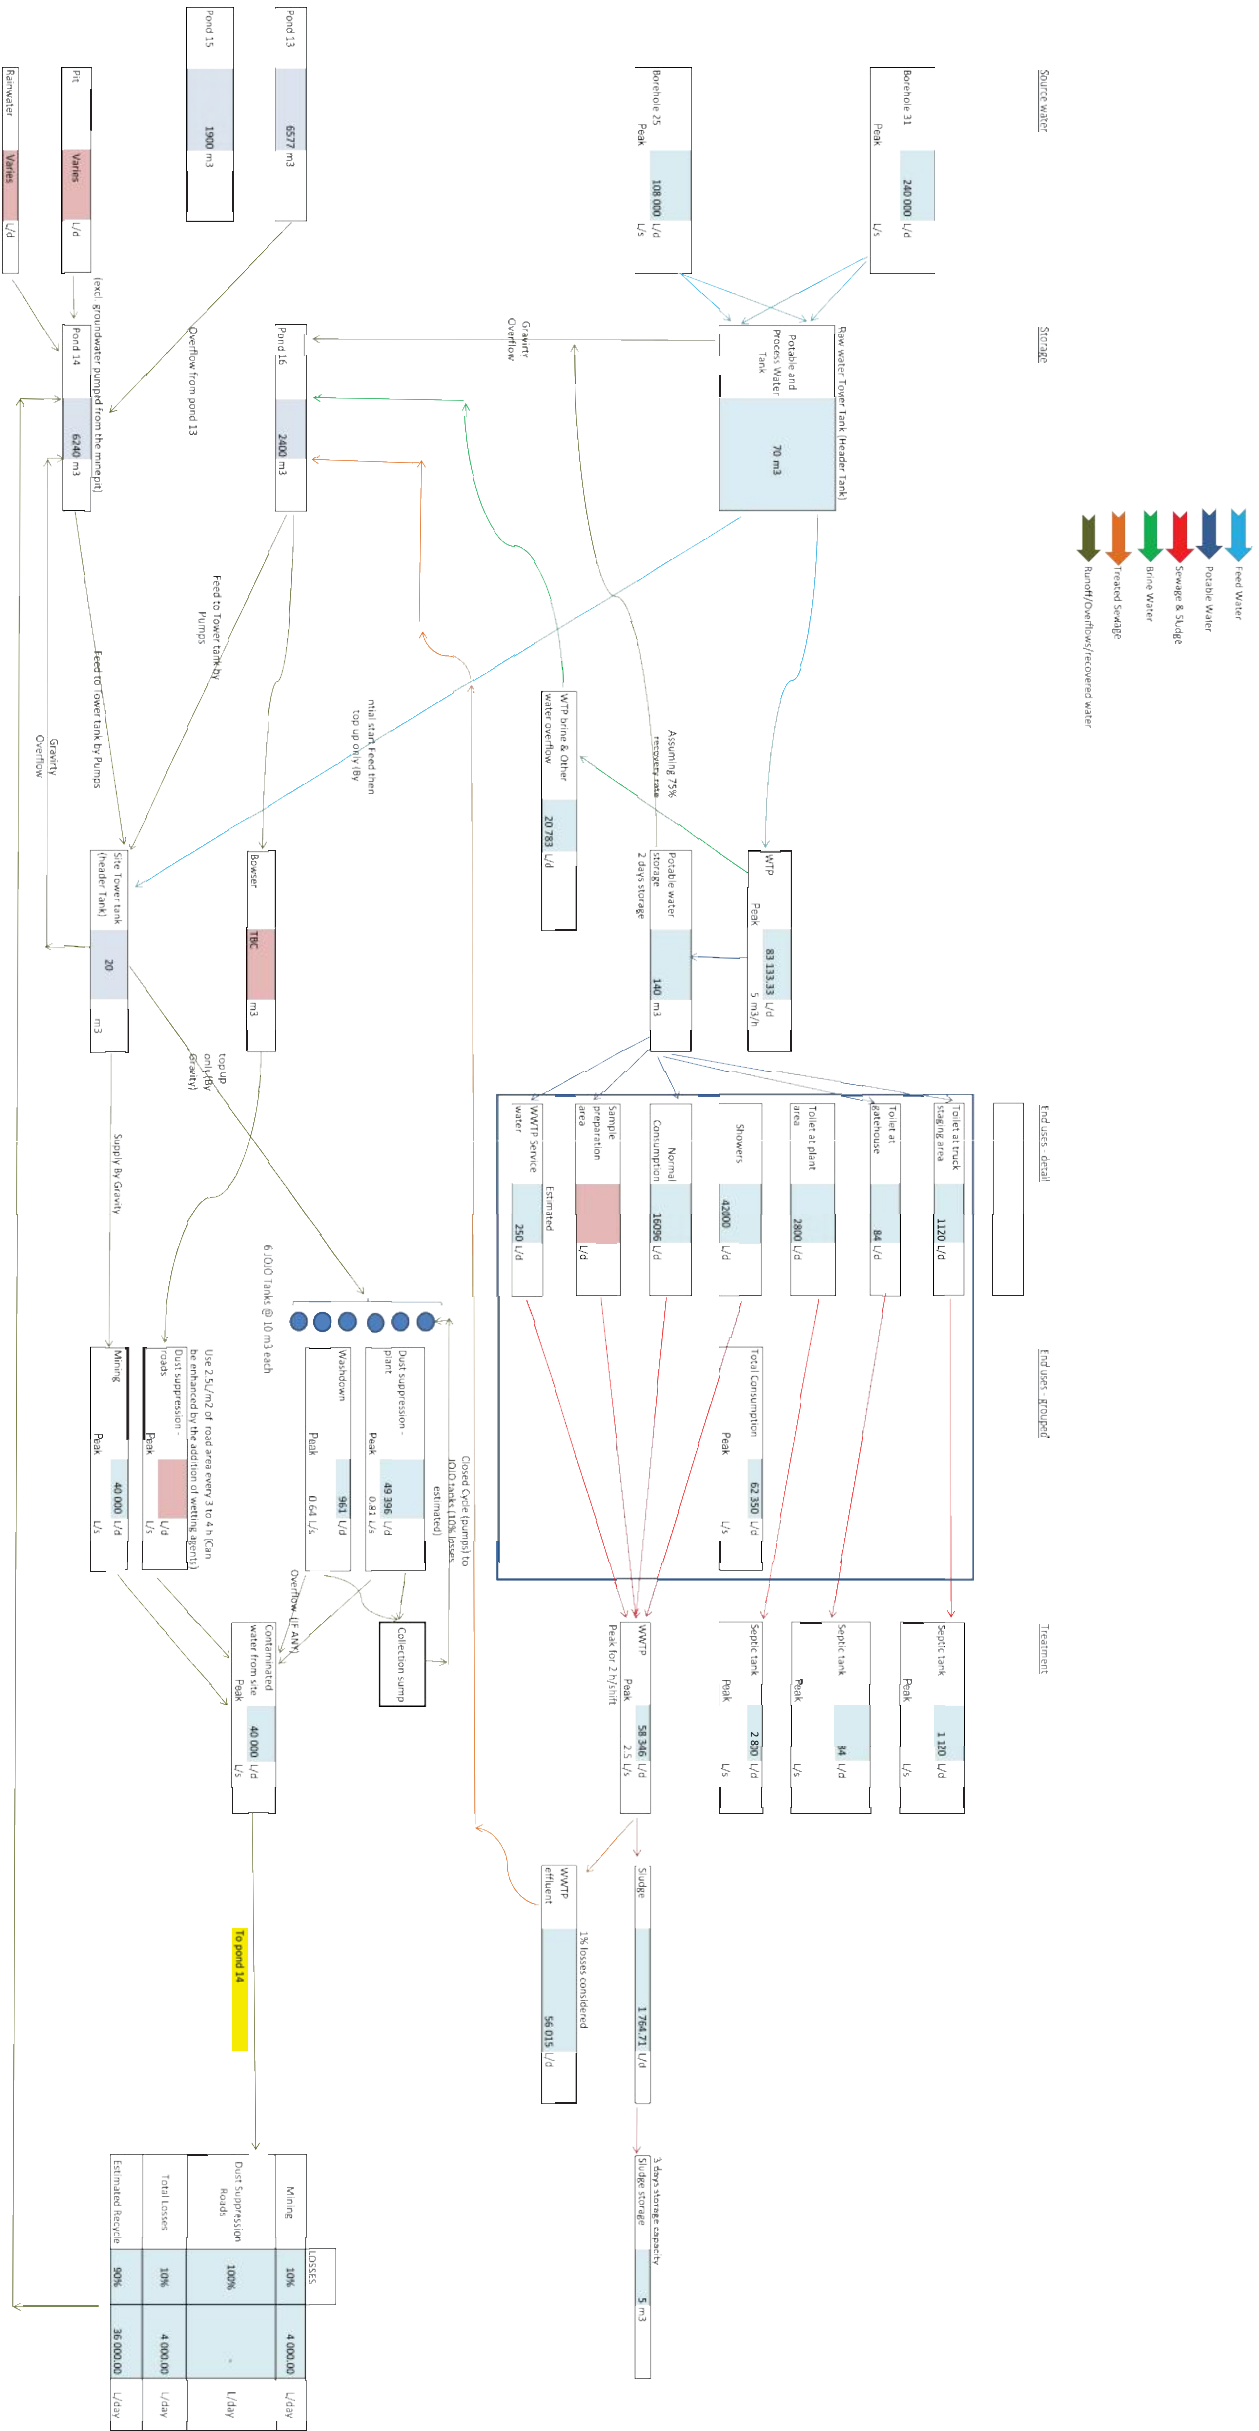 Feed Water
Potable Water
Sewage & Sludge
Brine Water
Treated Sewage
Runoff/Overflows/recovered water
Source water
Storage
End uses - detail
End uses - grouped
Treatment
Borehole 31
240 000 L/d
Peak
L/s
Borehole 25
108 000 L/d
Peak
L/s
Pond 13
6577 m3
Pond 15
1900 m3
Pit
Varies
L/d
Rainwater
Varies
L/d
Raw water Tower Tank (Header Tank)
Potable and
Process Water
Tank
70 m3
Gravirty
Overflow
Pond 16
2400 m3
Overflow from pond 13
(excl. groundwater pumped from the minepit)
Pond 14
6240 m3
Feed to Tower tank by
Pumps
Feed to Tower tank by Pumps
Gravirty
Overflow
ntial start Feed then
top up only (By
Assuming 75%
recovery rate
WTP brine & Other
water overflow
20 783 L/d
WTP
83 133.33 L/d
Peak
5 m3/h
Potable water
storage
2 days storage
140 m3
Bowser
TBC
m3
Site Tower tank
(header Tank)
20
m3
top up
only (By
Gravity)
Supply By Gravity
Toilet at truck
staging area
1120 L/d
Toilet at
gatehouse
84 L/d
Toilet at plant
area
2800 L/d
Showers
42000 L/d
Normal
Consumption
16096 L/d
Sample
preparation
area
L/d
Estimated
WWTP Service
water
250 L/d
Total Consumption
62 350 L/d
Peak
L/s
6 JOJO Tanks @ 10 m3 each
Closed Cycle (pumps) to
JOJO tanks (10% losses
estimated)
Dust suppression -
plant
49 396 L/d
Peak
0.81 L/s
Washdown
961 L/d
Peak
0.64 L/s
Use 2.5L/m2 of road area every 3 to 4 h (Can
be enhanced by the addition of wetting agents)
Dust suppression -
roads
L/d
Peak
L/s
Mining
40 000 L/d
Peak
L/s
Septic tank
1 120 L/d
Peak
L/s
Septic tank
84 L/d
Peak
L/s
Septic tank
2 800 L/d
Peak
L/s
WWTP
58 346 L/d
Peak
2.5 L/s
Peak for 2 h/shift
Collection sump
Overflow (IF ANY)
Contaminated
water from site
40 000 L/d
Peak
L/s
Sludge
1 764.71 L/d
1% losses considered
WWTP
effluent
56 015 L/d
To pond 14
3 days storage capacity
Sludge storage
5 m3
LOSSES
Mining
10%
4 000.00
L/day
Dust Suppression
Roads
100%
-
L/day
Total Losses
10%
4 000.00
L/day
Estimated Recycle
90%
36 000.00
L/day